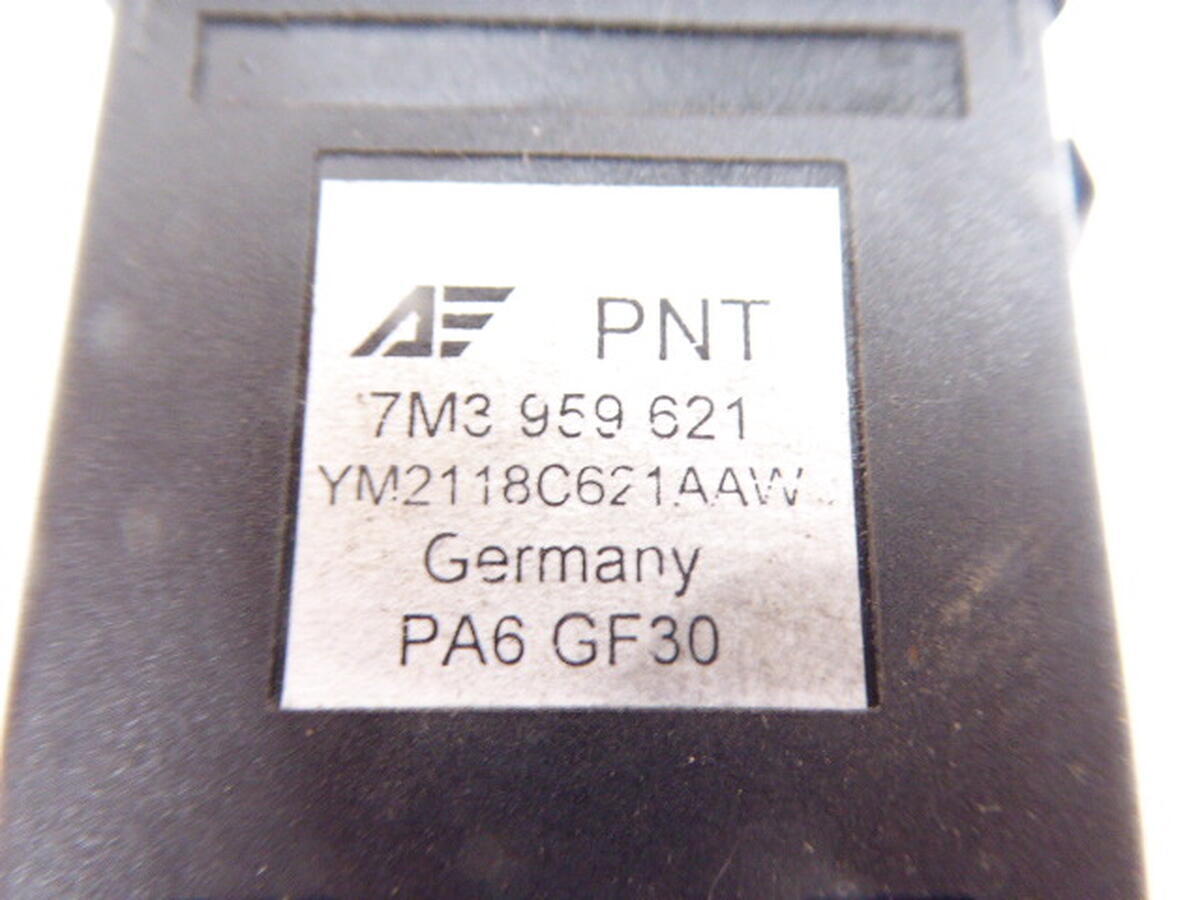 AE PNT
7M3 959 621
YM2118C621AAW
Germany
PA6 GF30